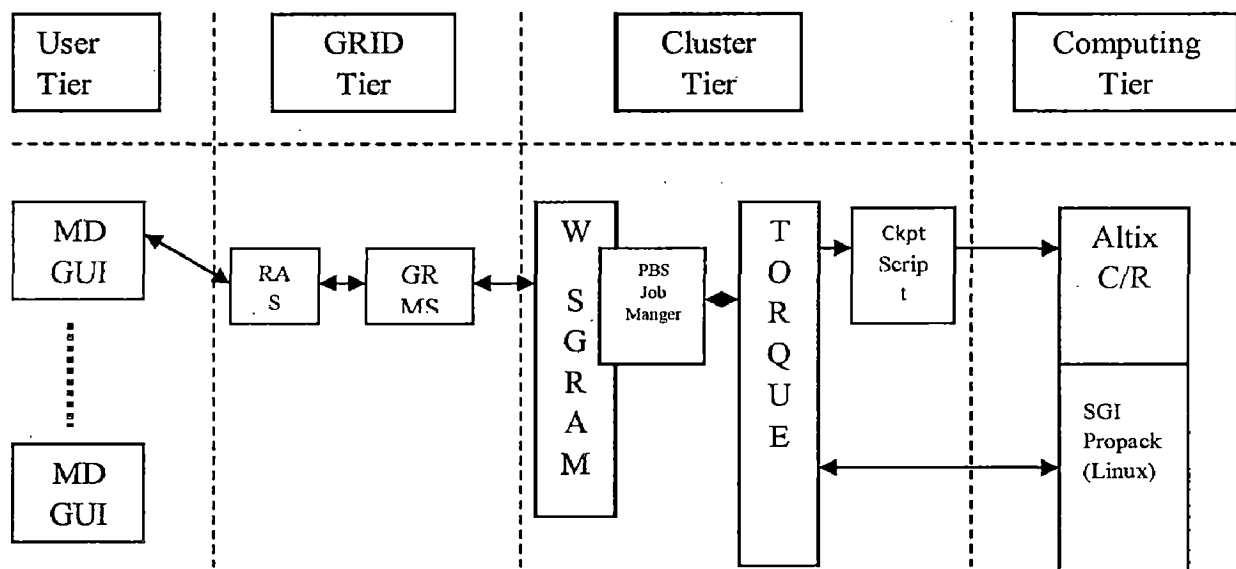 User
Tier
GRID
Tier
Cluster
Tier
Computing
Tier
MD
GUI
RA
S
GR
MS
W
S
G
R
A
M
PBS
Job
Manger
T
O
R
Q
U
E
Ckpt
Scrip
t
Altix
C/R
SGI
Propack
(Linux)
MD
GUI